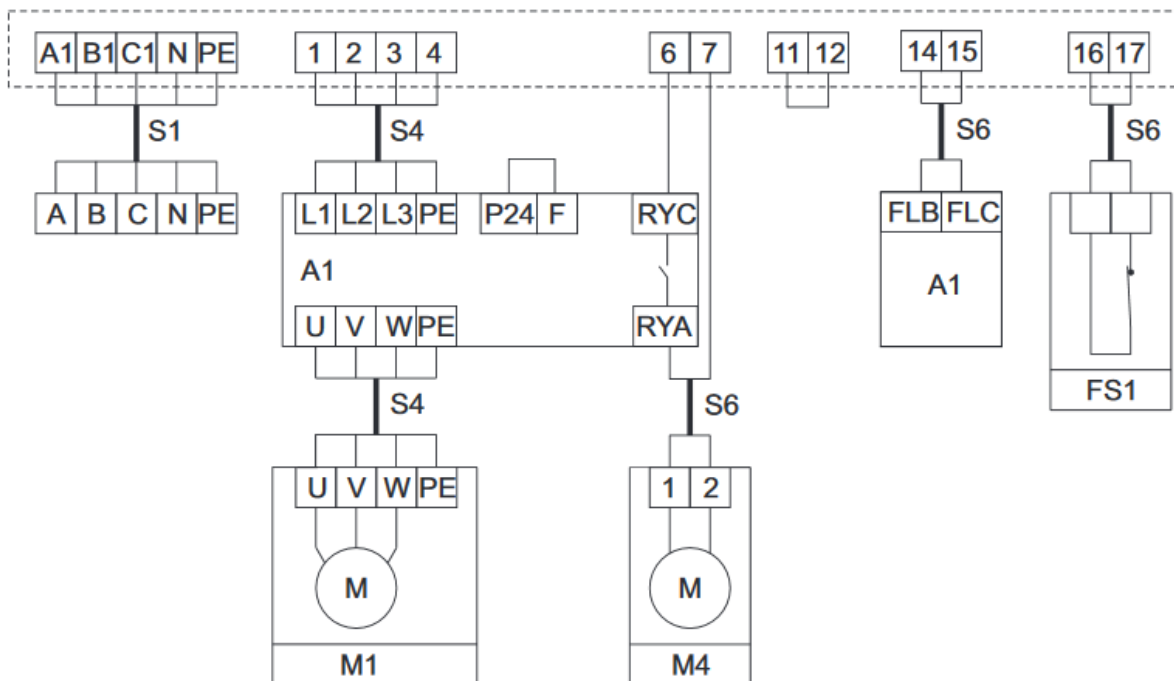 A1 B1 C1 N PE 1 2 3 4 6 7 11 12 14 15 16 17
S1 S4 S6 S6
A B C N PE L1 L2 L3 PE P24 F RYC FLB FLC
A1 A1
U V W PE RYA
FS1
S4 S6
U V W PE 1 2
M M
M1 M4